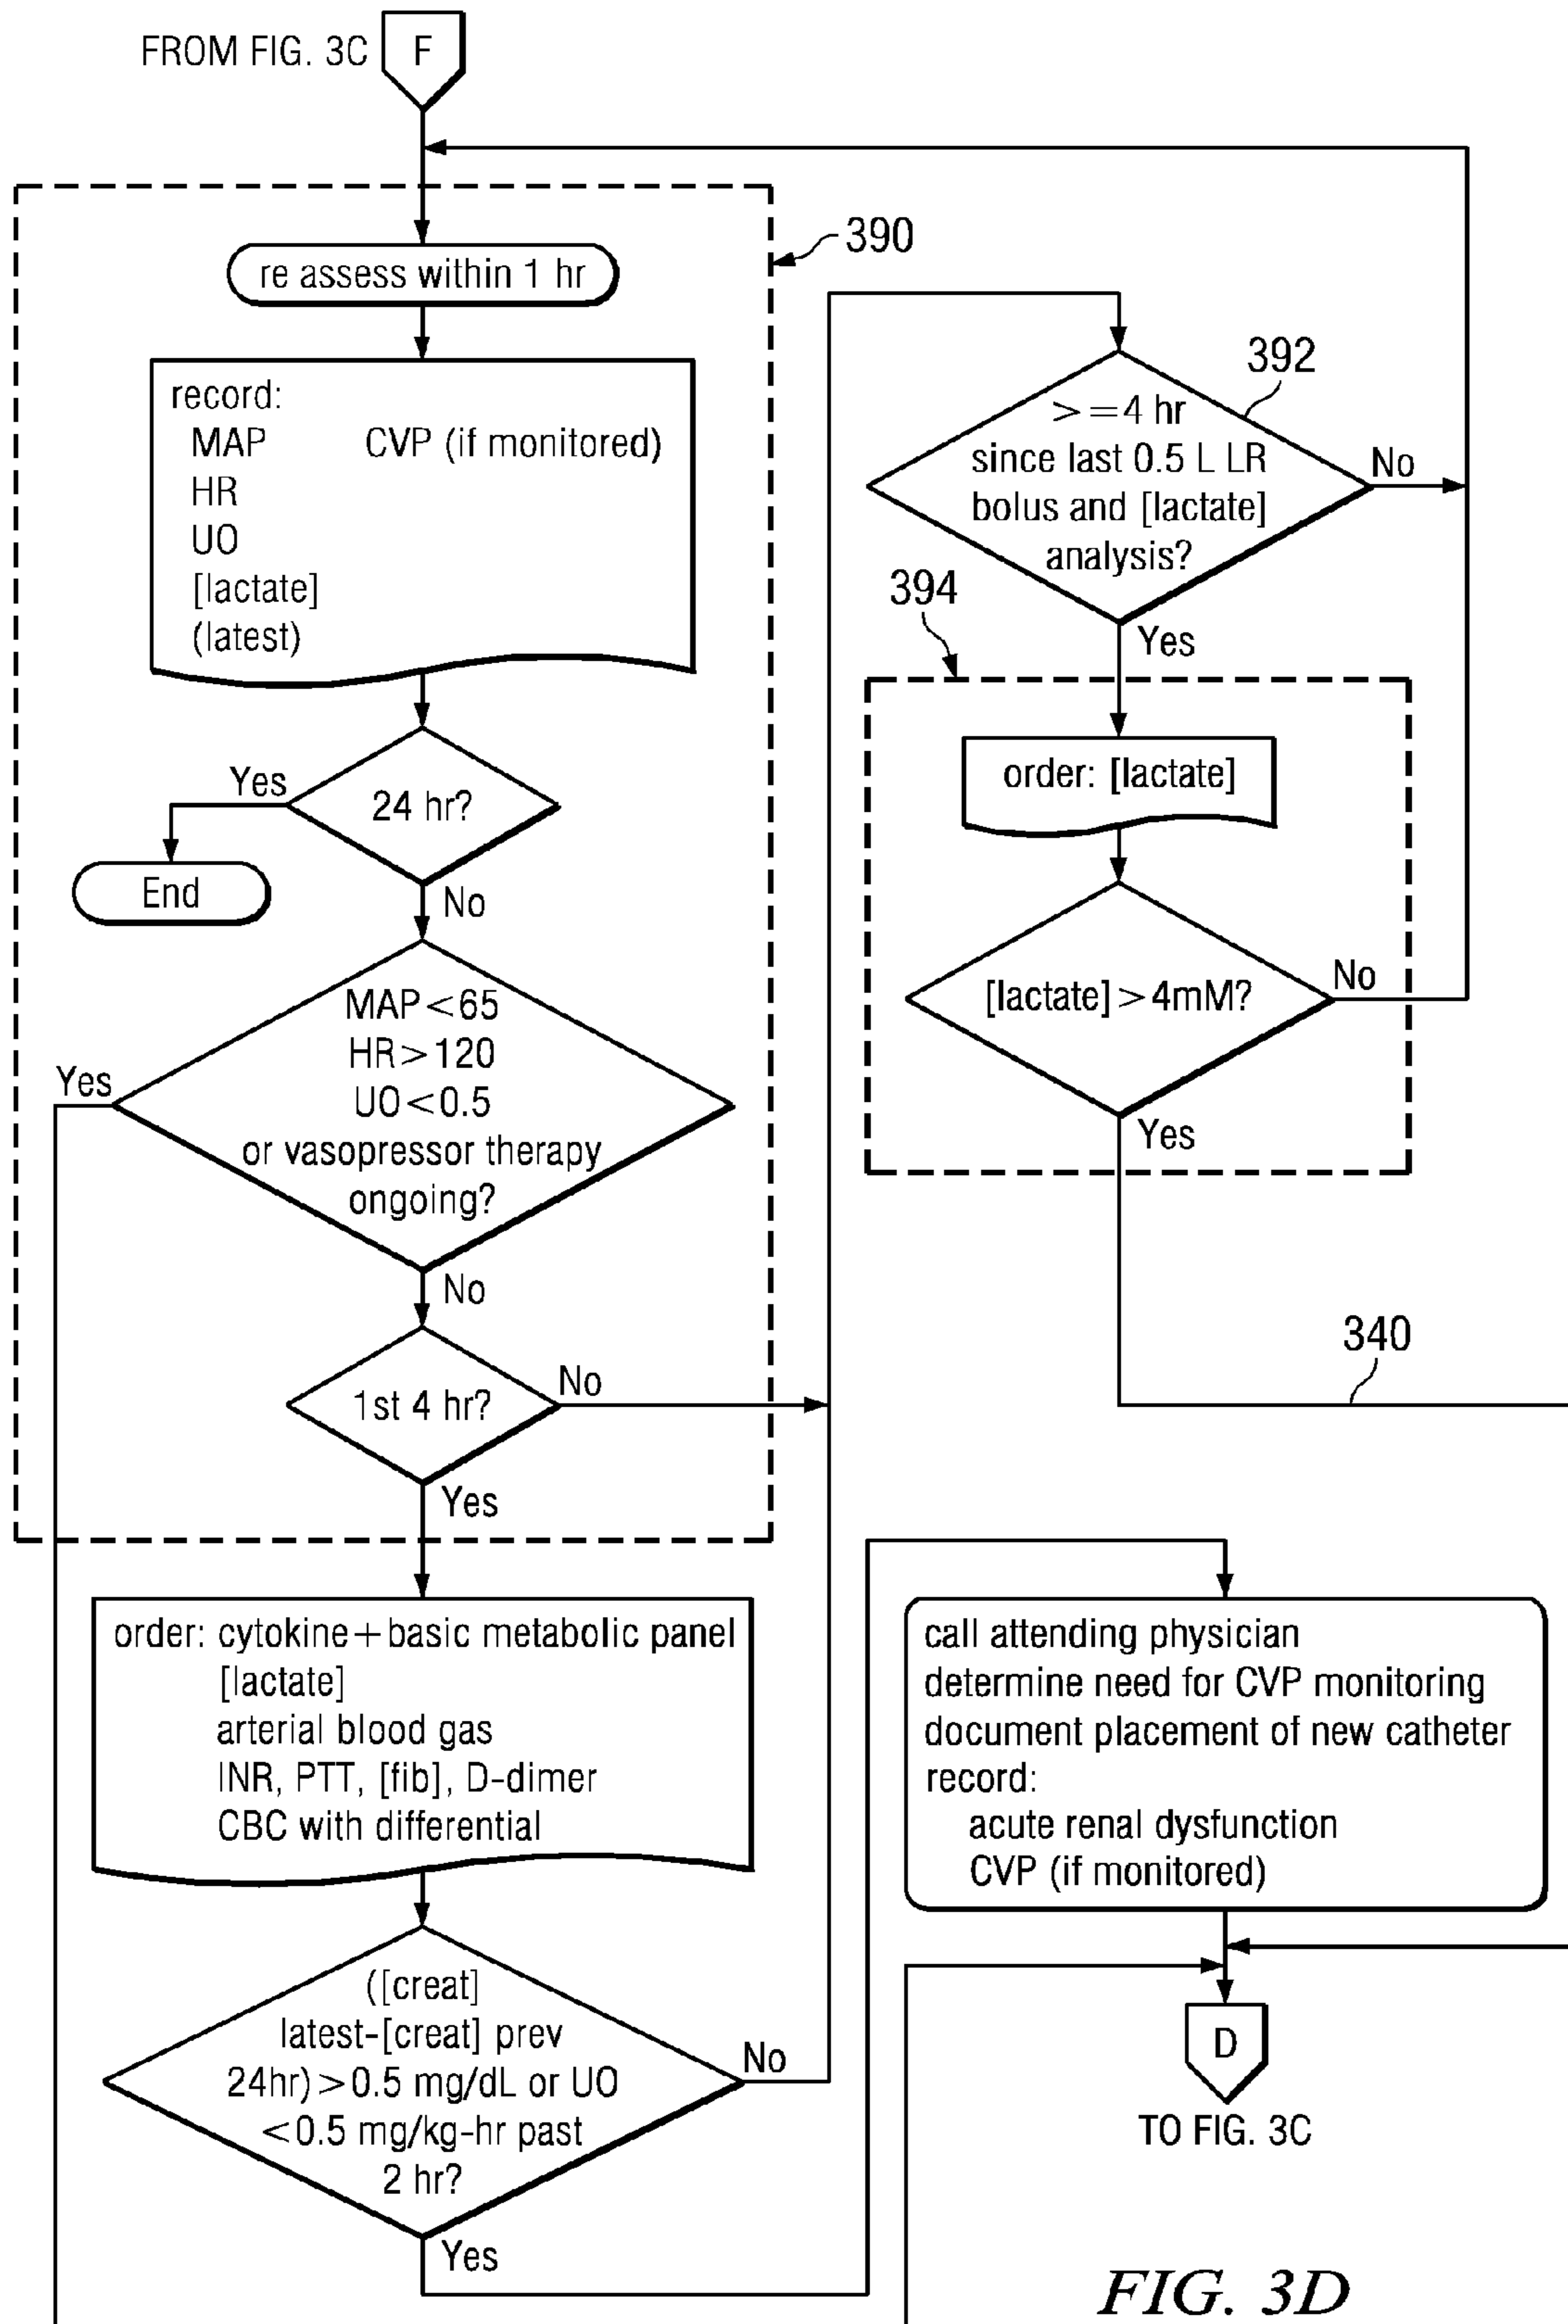 FROM FIG. 3C
F
390
re assess within 1 hr
record:
MAP CVP (if monitored)
HR
UO
[lactate]
(latest)
24 hr?
Yes
End
No
MAP<65
HR>120
UO<0.5
or vasopressor therapy
ongoing?
Yes
No
1st 4 hr?
No
Yes
order: cytokine+basic metabolic panel
[lactate]
arterial blood gas
INR, PTT, [fib], D-dimer
CBC with differential
([creat]
latest-[creat] prev
24hr)>0.5 mg/dL or UO
<0.5 mg/kg-hr past
2 hr?
No
Yes
392
>=4 hr
since last 0.5 L LR
bolus and [lactate]
analysis?
No
Yes
394
order: [lactate]
[lactate]>4mM?
No
Yes
340
call attending physician
determine need for CVP monitoring
document placement of new catheter
record:
acute renal dysfunction
CVP (if monitored)
D
TO FIG. 3C
FIG. 3D